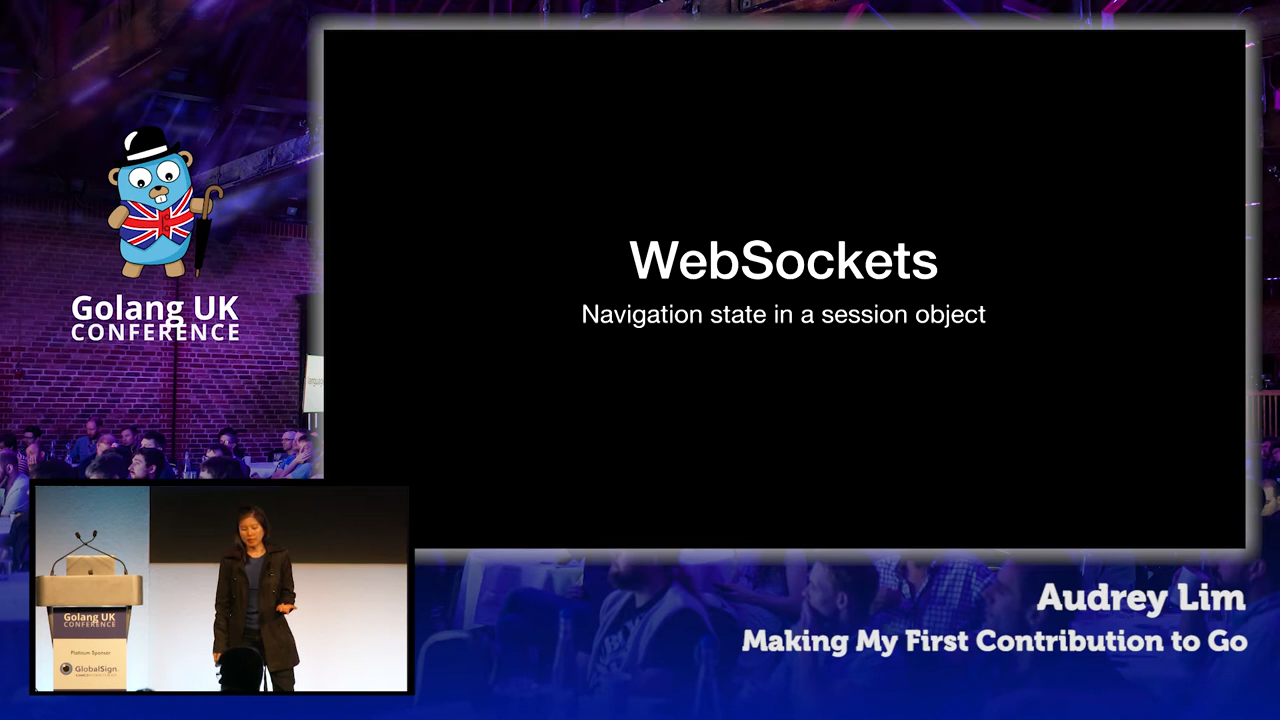 WebSockets
Navigation state in a session object
Golang UK
CONFERENCE
Golang UK
CONFERENCE
Platinum Sponsor
GlobalSign.
Audrey Lim
Making My First Contribution to Go